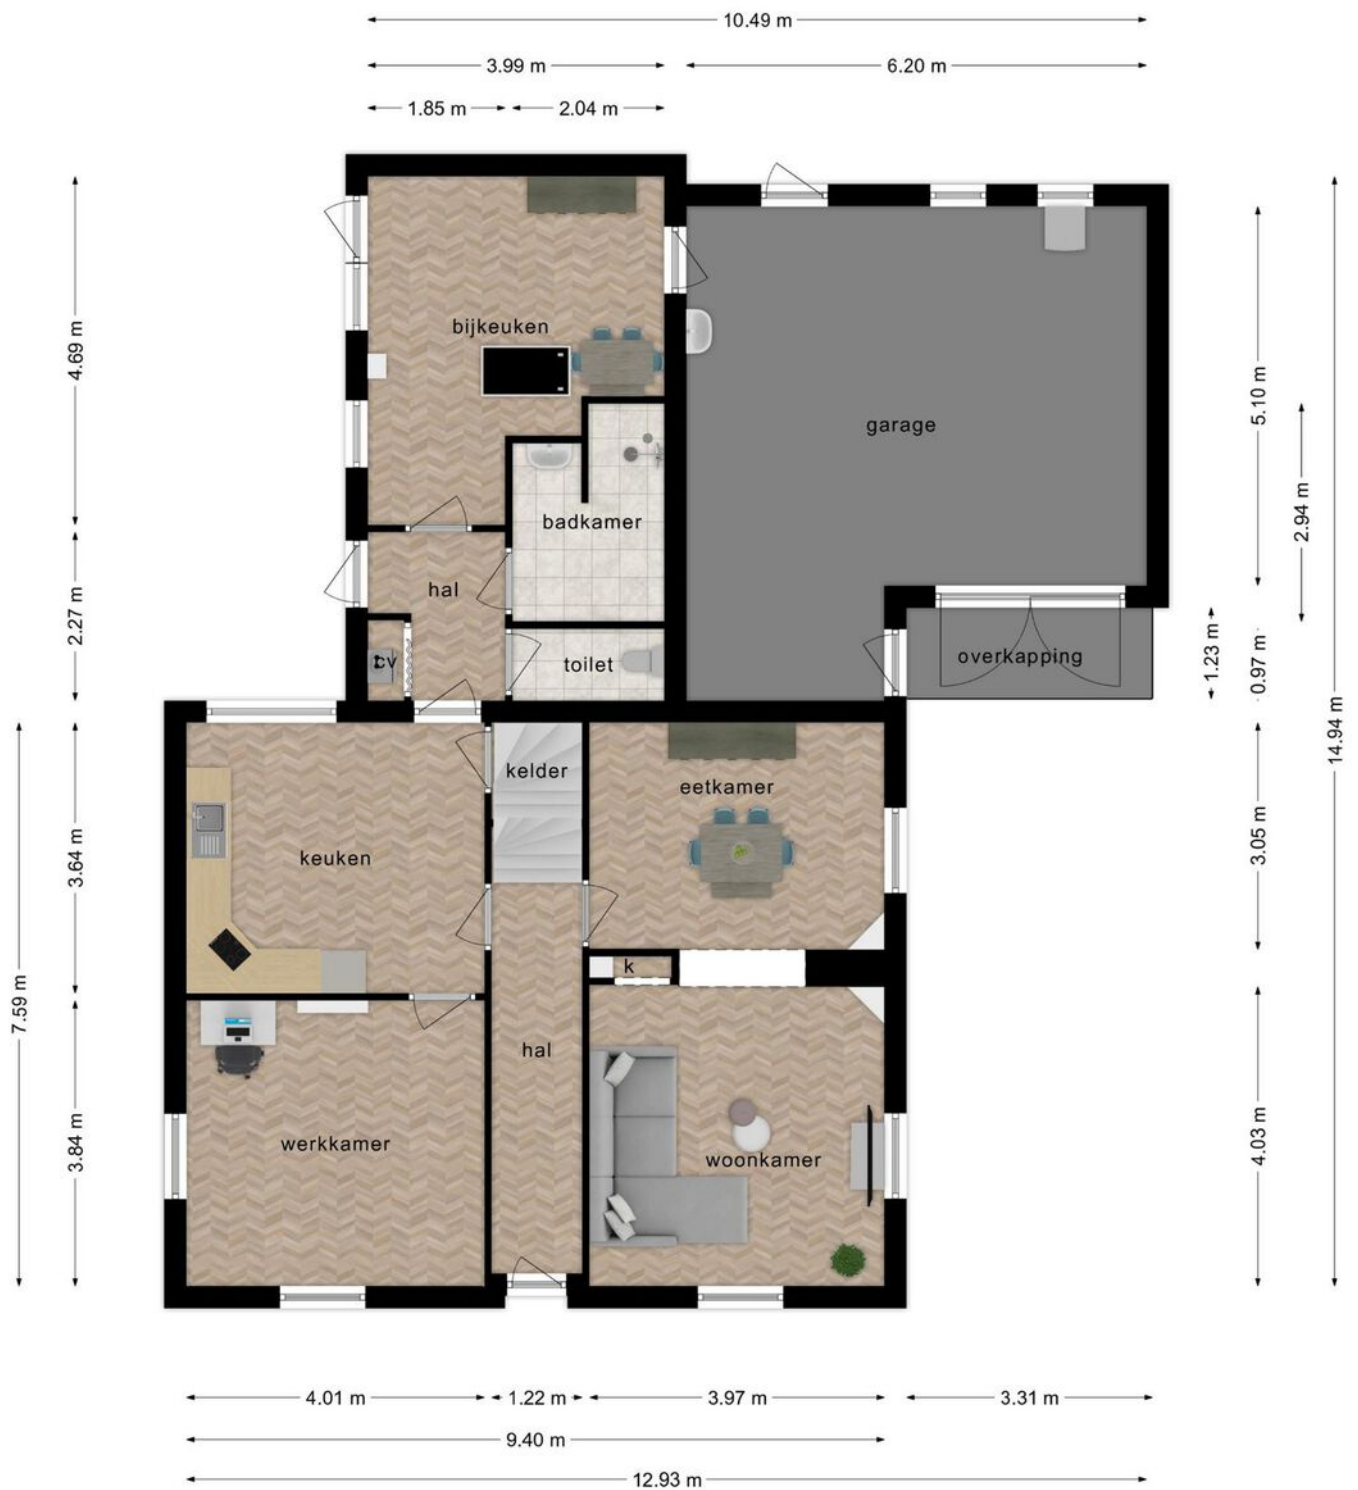 10.49 m
3.99 m
6.20 m
1.85 m
2.04 m
bijkeuken
4.69 m
garage
5.10 m
2.94 m
badkamer
hal
2.27 m
cv
toilet
overkapping
1.23 m
0.97 m
14.94 m
kelder
eetkamer
keuken
3.64 m
3.05 m
k
7.59 m
hal
werkkamer
3.84 m
woonkamer
4.03 m
4.01 m
1.22 m
3.97 m
3.31 m
9.40 m
12.93 m